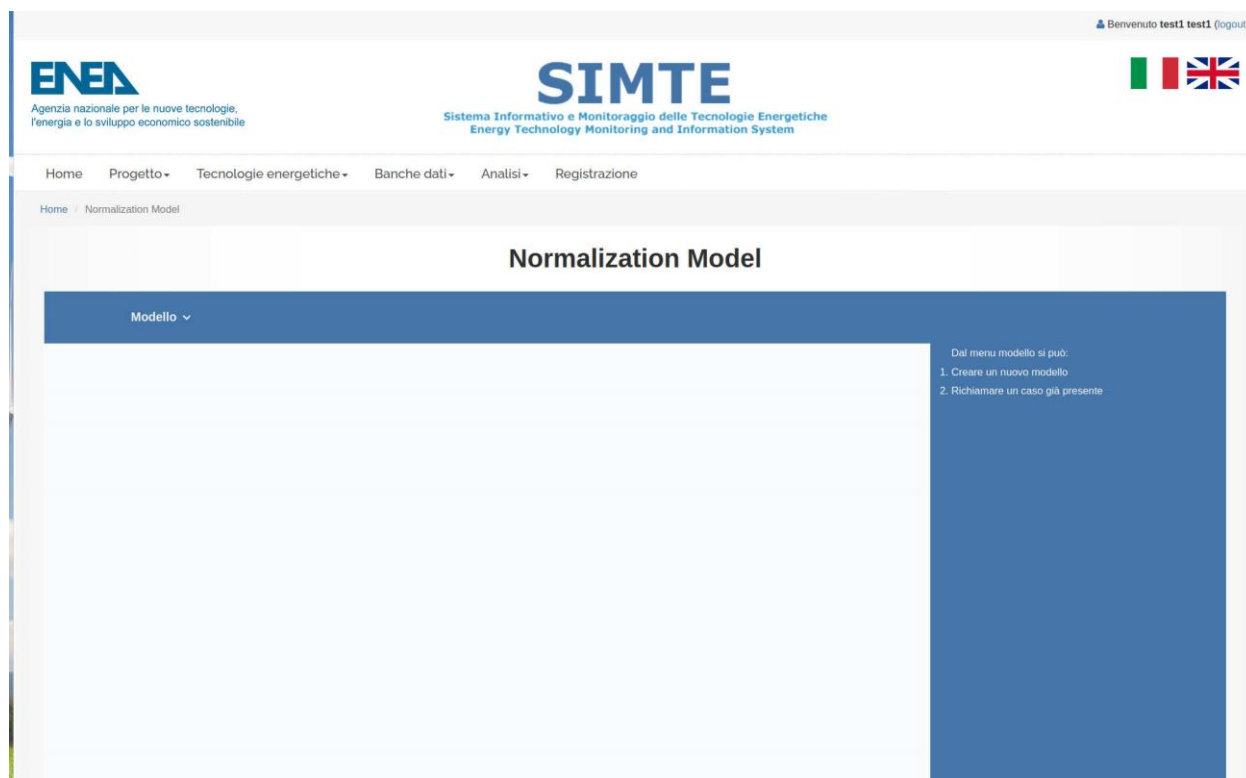 Benvenuto test1 test1 (logout
ENEA
Agenzia nazionale per le nuove tecnologie,
l'energia e lo sviluppo economico sostenibile
SIMTE
Sistema Informativo e Monitoraggio delle Tecnologie Energetiche
Energy Technology Monitoring and Information System
Home Progetto Tecnologie energetiche Banche dati Analisi Registrazione
Home / Normalization Model
Normalization Model
Modello
Dal menu modello si può:
1. Creare un nuovo modello
2. Richiamare un caso già presente